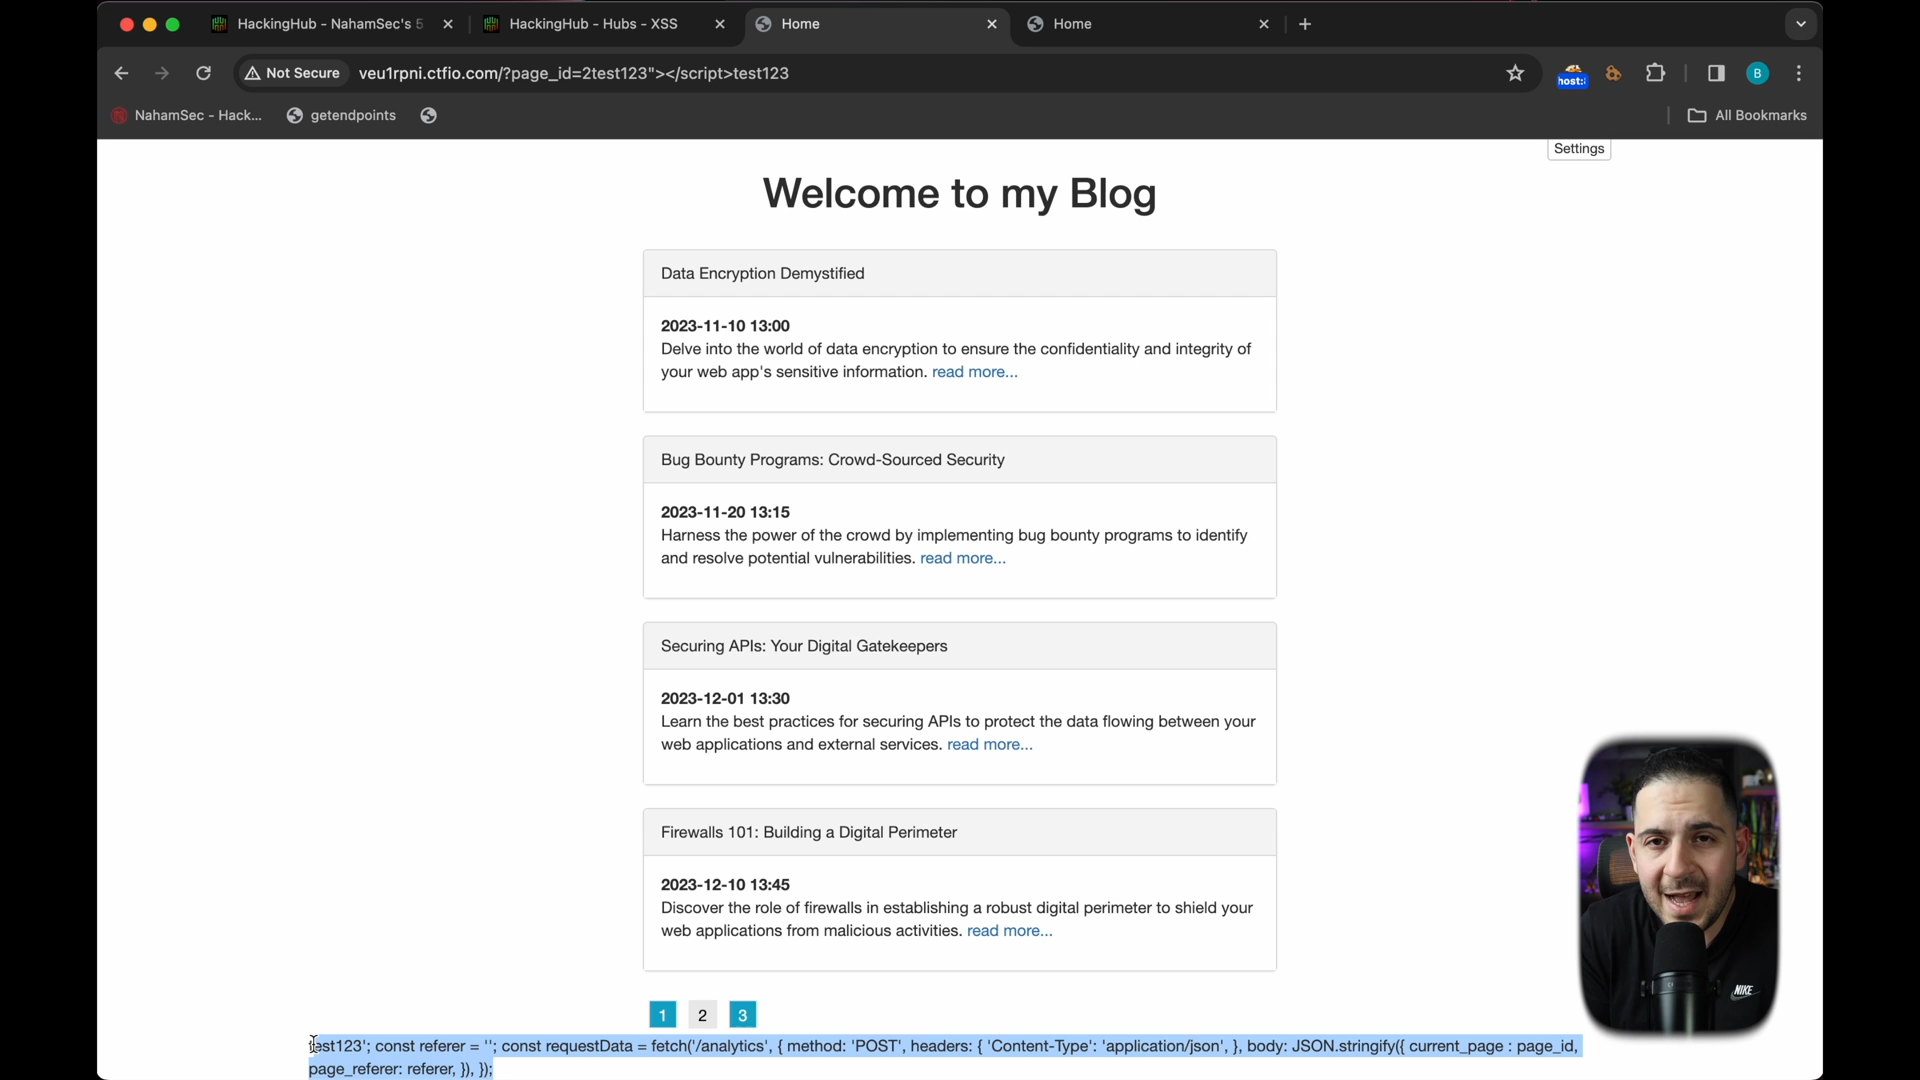 HackingHub - NahamSec's 5
HackingHub - Hubs - XSS
Home
Home
Not Secure
veu1rpni.ctfio.com/?page_id=2test123"></script>test123
host:
B
NahamSec - Hack...
getendpoints
All Bookmarks
Settings
Welcome to my Blog
Data Encryption Demystified
2023-11-10 13:00
Delve into the world of data encryption to ensure the confidentiality and integrity of
your web app's sensitive information. read more...
Bug Bounty Programs: Crowd-Sourced Security
2023-11-20 13:15
Harness the power of the crowd by implementing bug bounty programs to identify
and resolve potential vulnerabilities. read more...
Securing APIs: Your Digital Gatekeepers
2023-12-01 13:30
Learn the best practices for securing APIs to protect the data flowing between your
web applications and external services. read more...
Firewalls 101: Building a Digital Perimeter
2023-12-10 13:45
Discover the role of firewalls in establishing a robust digital perimeter to shield your
web applications from malicious activities. read more...
1 2 3
test123'; const referer = ''; const requestData = fetch('/analytics', { method: 'POST', headers: { 'Content-Type': 'application/json', }, body: JSON.stringify({ current_page : page_id,
page_referer: referer, }), });
NIKE